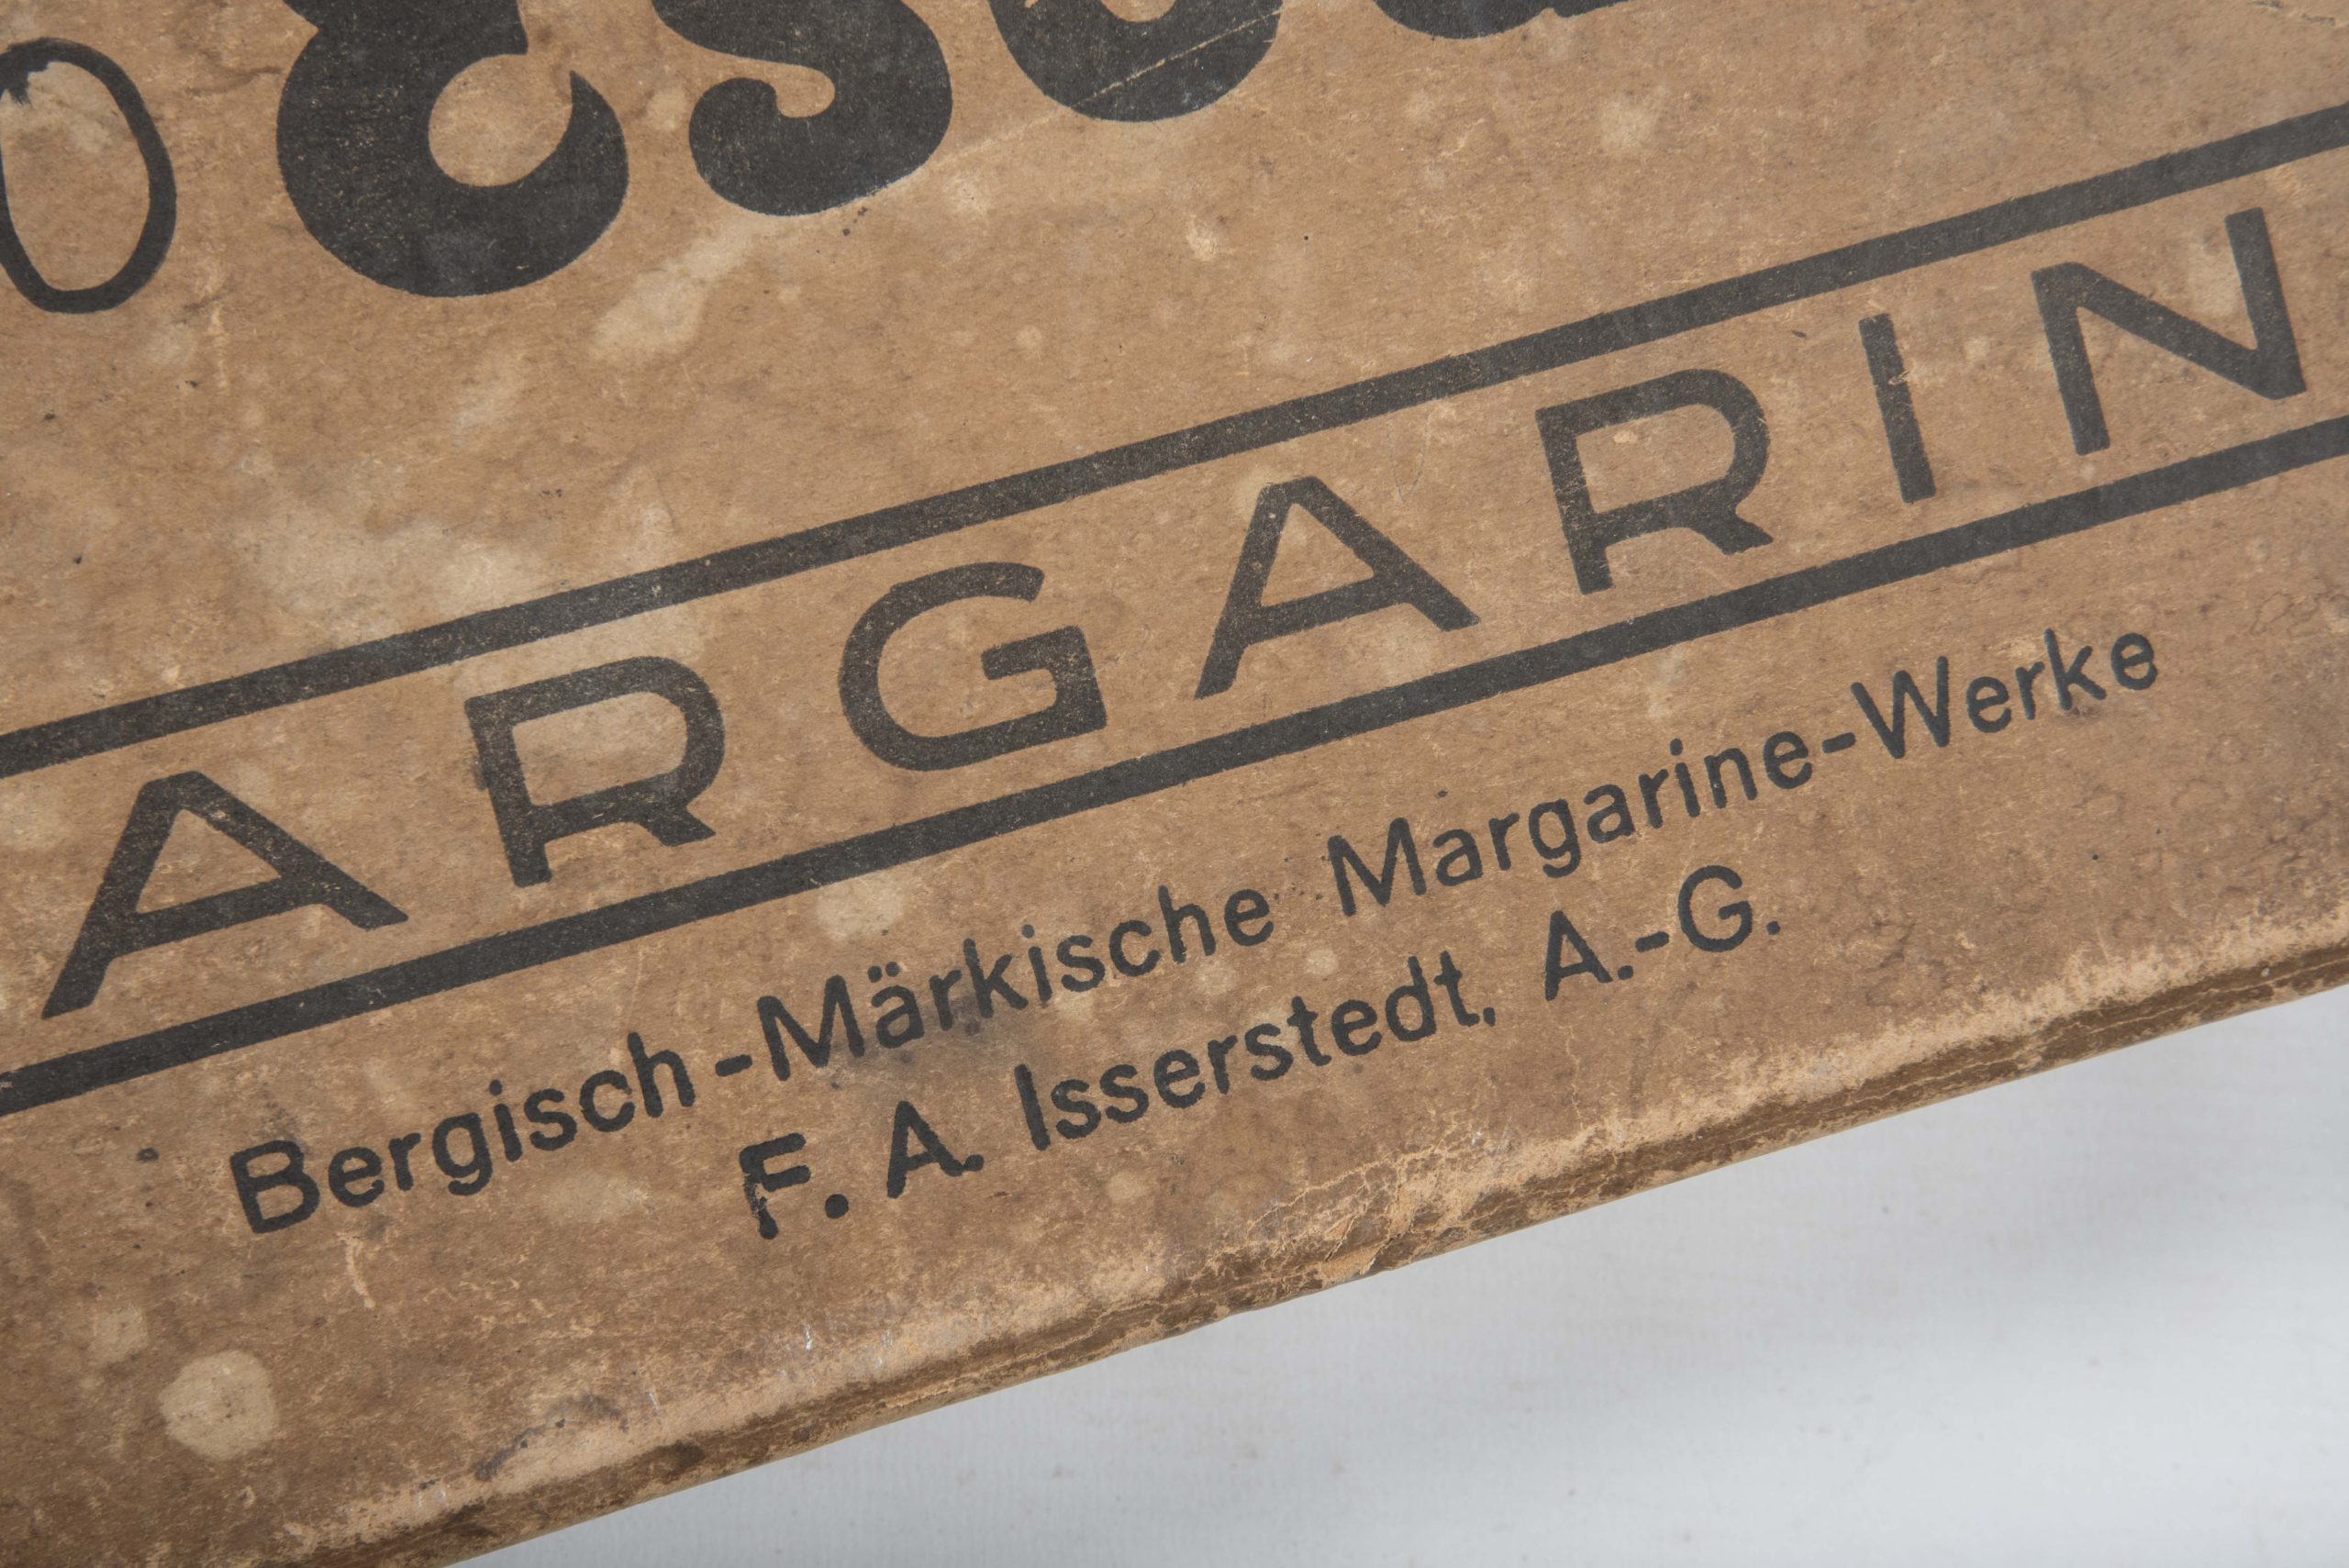 ARGARIN
Bergisch-Märkische Margarine-Werke
F. A. Isserstedt, A.-G.